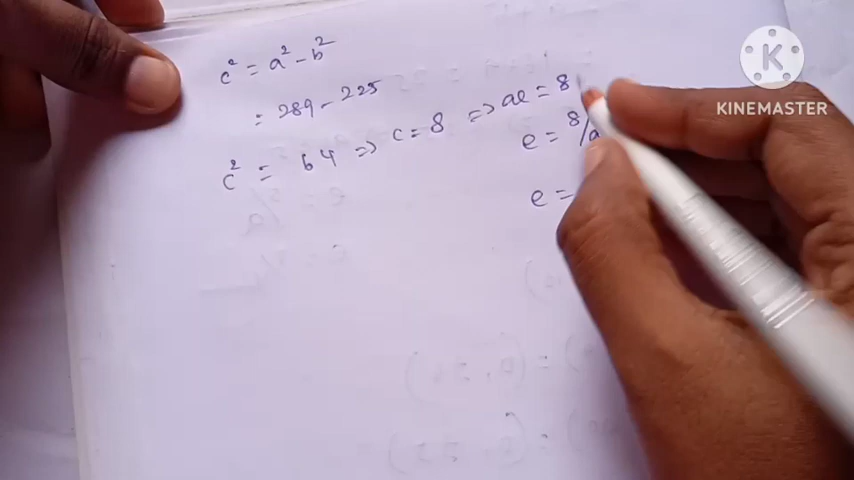 c² = a² - b²
= 289 - 225
c² = 64 => c = 8 => ae = 8
e = 8/a
e =
KINEMASTER